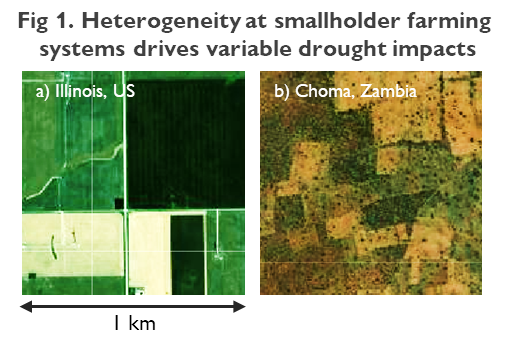 Fig 1. Heterogeneity at smallholder farming
systems drives variable drought impacts
a) Illinois, US
b) Choma, Zambia
1 km